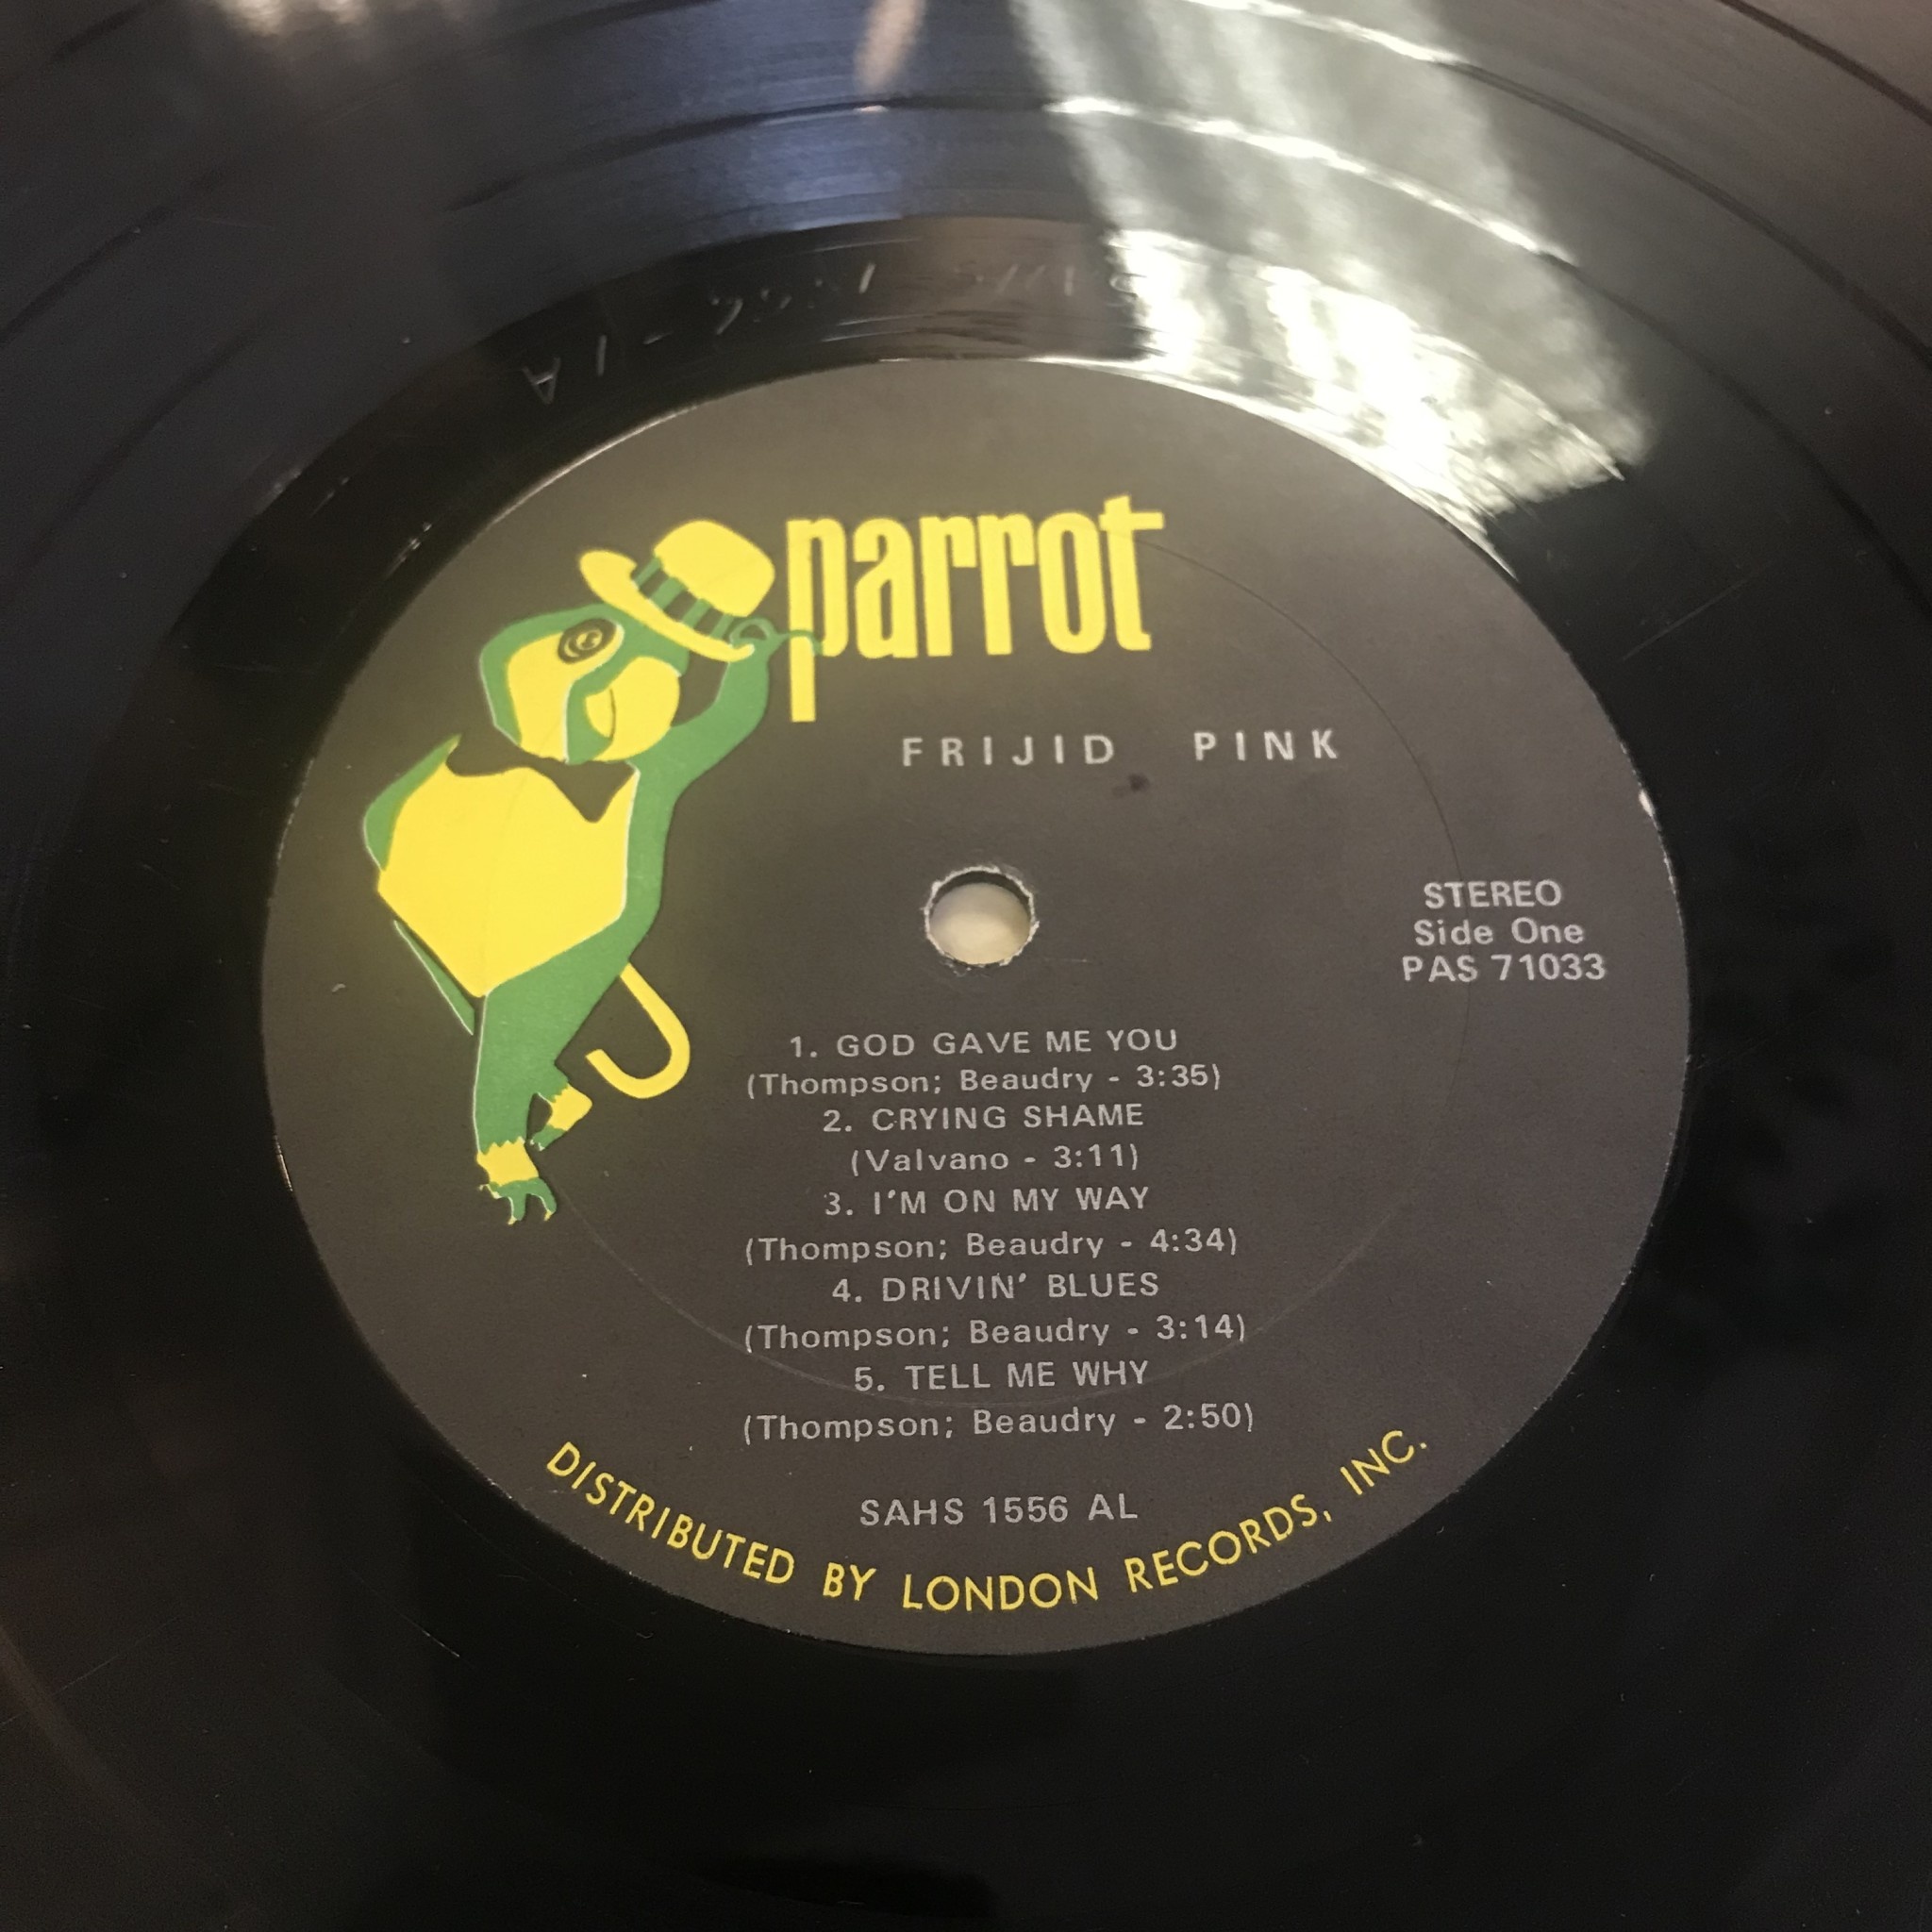 parrot
FRIJID PINK
STEREO
Side One
PAS 71033
1. GOD GAVE ME YOU
(Thompson; Beaudry - 3:35)
2. CRYING SHAME
(Valvano - 3:11)
3. I'M ON MY WAY
(Thompson; Beaudry - 4:34)
4. DRIVIN' BLUES
(Thompson; Beaudry - 3:14)
5. TELL ME WHY
(Thompson; Beaudry - 2:50)
SAHS 1556 AL
DISTRIBUTED BY LONDON RECORDS, INC.